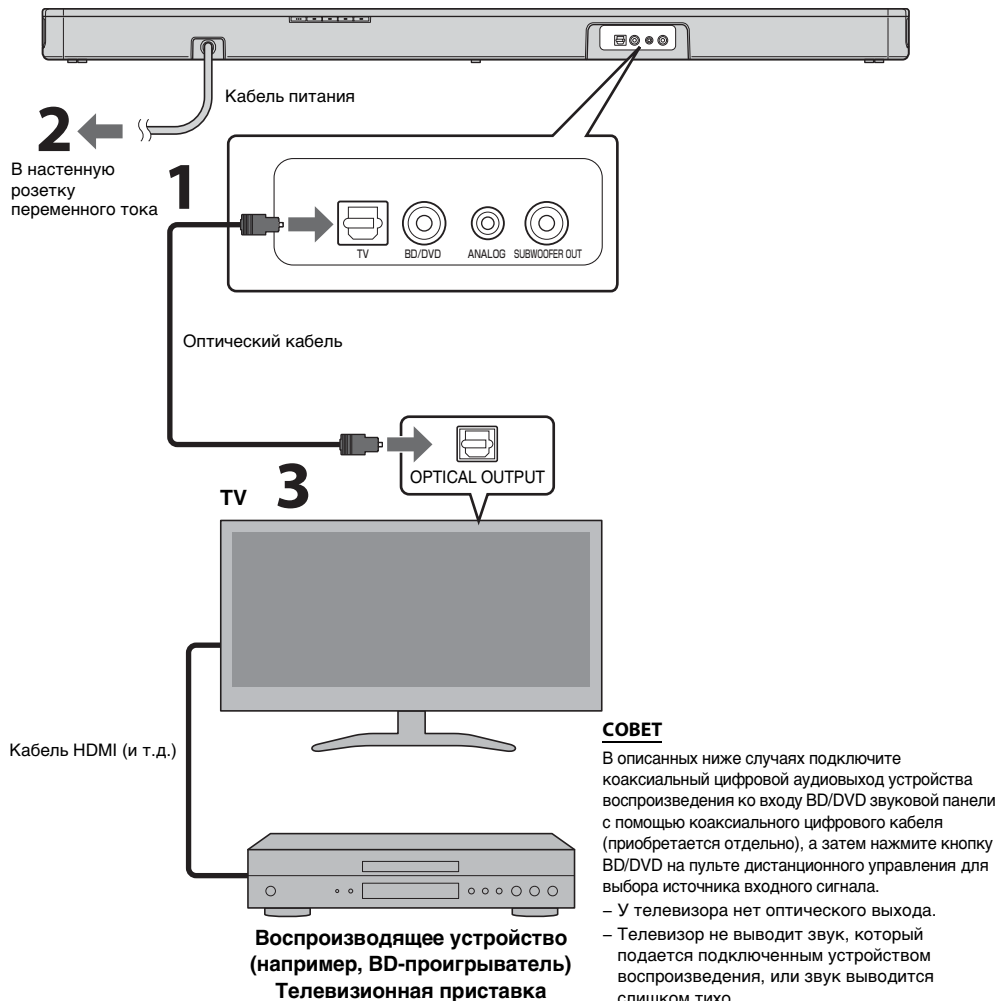 Кабель питания
2
В настенную
розетку
переменного тока
1
TV
BD/DVD
ANALOG
SUBWOOFER OUT
Оптический кабель
OPTICAL OUTPUT
TV
3
Кабель HDMI (и т.д.)
СОВЕТ
В описанных ниже случаях подключите
коаксиальный цифровой аудиовыход устройства
воспроизведения ко входу BD/DVD звуковой панели
с помощью коаксиального цифрового кабеля
(приобретается отдельно), а затем нажмите кнопку
BD/DVD на пульте дистанционного управления для
выбора источника входного сигнала.
– У телевизора нет оптического выхода.
– Телевизор не выводит звук, который
подается подключенным устройством
воспроизведения, или звук выводится
слишком тихо.
Воспроизводящее устройство
(например, BD-проигрыватель)
Телевизионная приставка